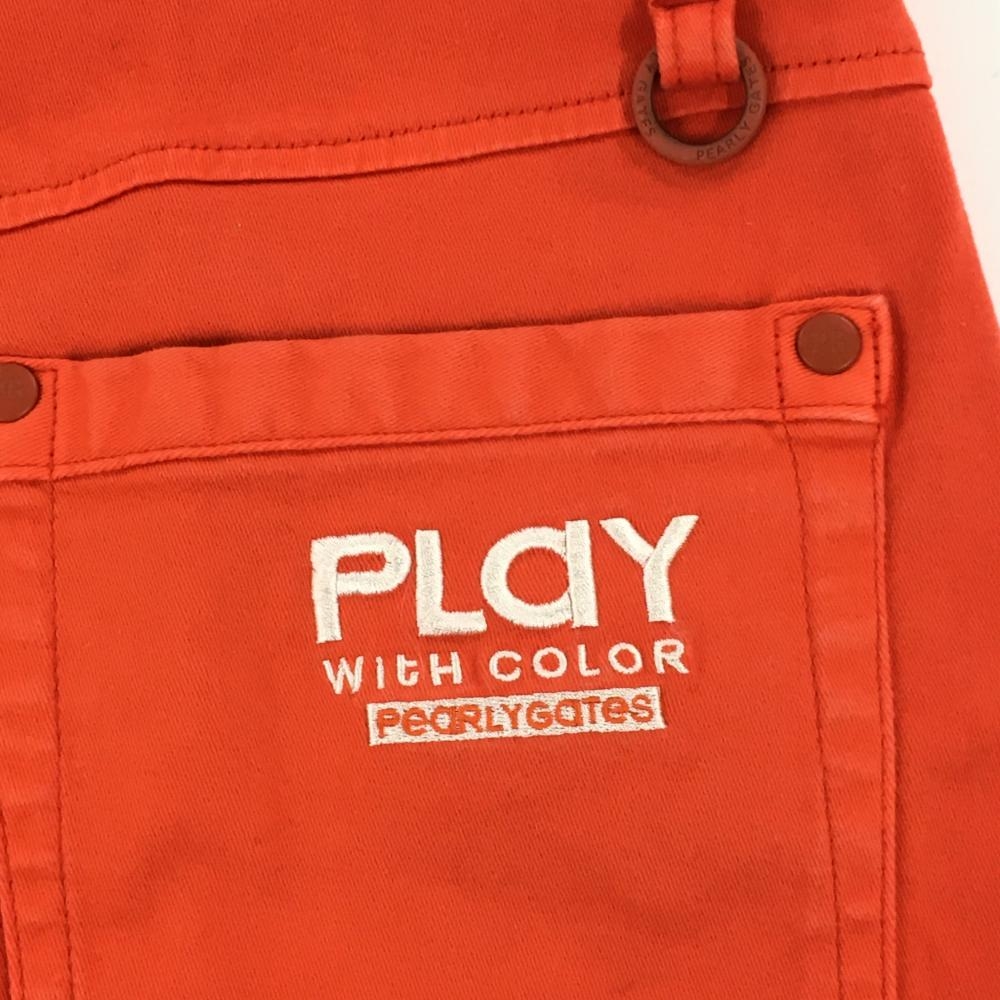 PEARLY GATES
PLaY
WitH COLOR
PeaRLYGateS